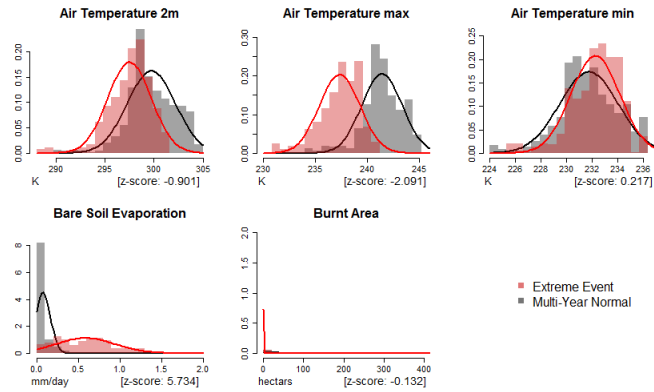 Air Temperature 2m
0.00 0.05 0.10 0.15 0.20
290 295 300 305
K [z-score: -0.901]
Air Temperature max
0.00 0.10 0.20 0.30
230 235 240 245
K [z-score: -2.091]
Air Temperature min
0.00 0.05 0.10 0.15 0.20 0.25
224 226 228 230 232 234 236
K [z-score: 0.217]
Bare Soil Evaporation
0 2 4 6 8
0.0 0.5 1.0 1.5 2.0
mm/day [z-score: 5.734]
Burnt Area
0.0 0.5 1.0 1.5 2.0
0 100 200 300 400
hectars [z-score: -0.132]
Extreme Event
Multi-Year Normal